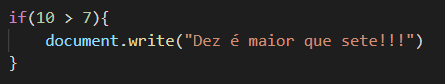 if(10 > 7){
    document.write("Dez é maior que sete!!!")
}